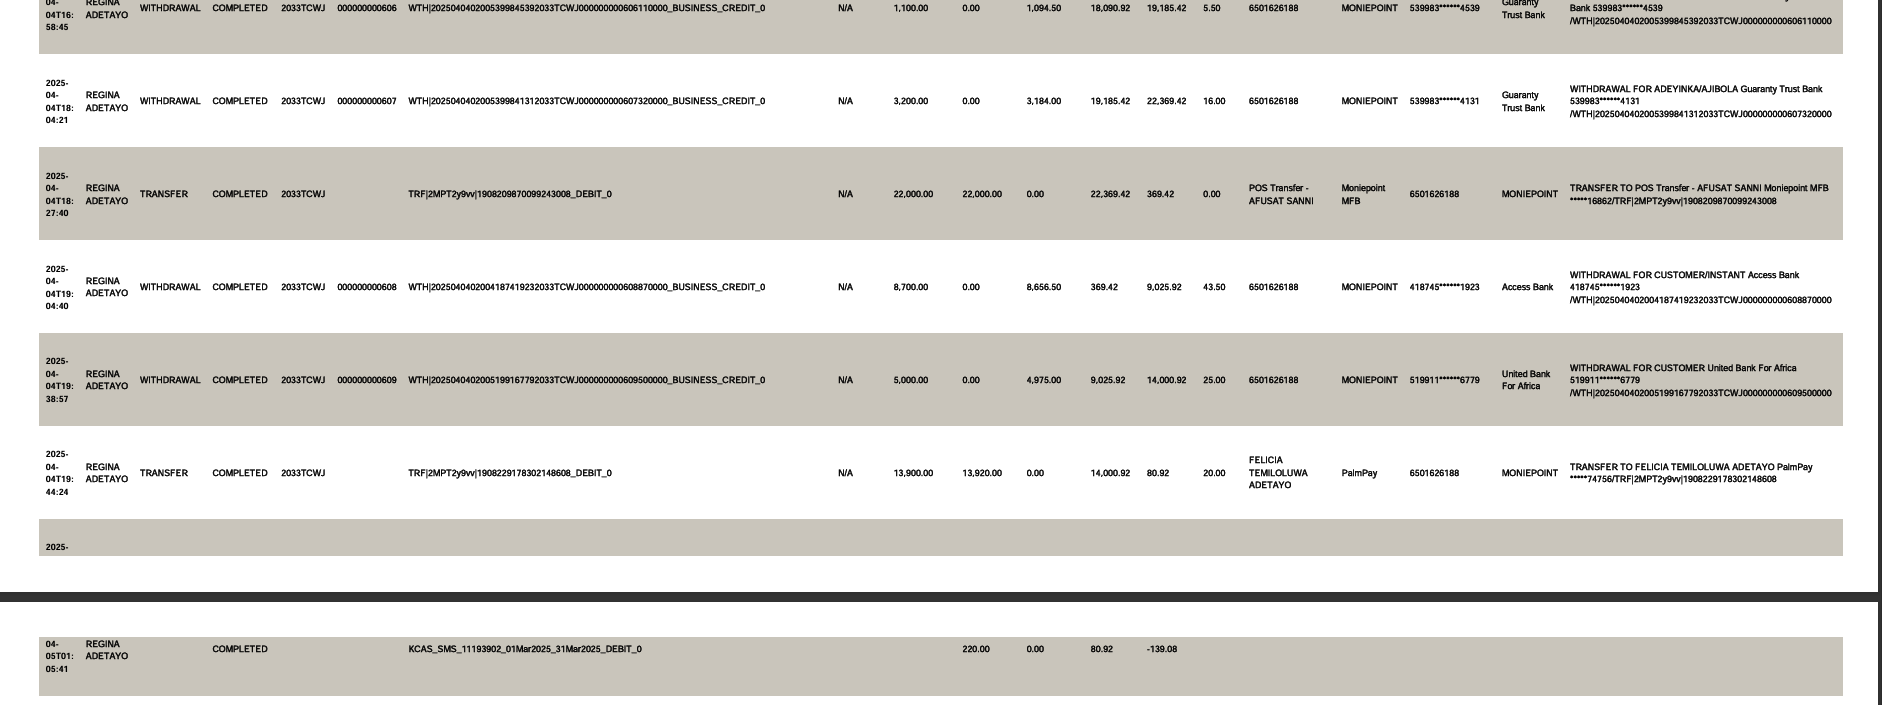 04- REGINA WITHDRAWAL COMPLETED 2033TCWJ 000000000606 WTH|2025040402005399845392033TCWJ000000000606110000_BUSINESS_CREDIT_0 N/A 1,100.00 0.00 1,094.50 18,090.92 19,185.42 5.50 6501626188 MONIEPOINT 539983******4539 Guaranty Bank 539983******4539
04T16: ADETAYO Trust Bank /WTH|2025040402005399845392033TCWJ000000000606110000
58:45
2025-
04- REGINA Guaranty WITHDRAWAL FOR ADEYINKA/AJIBOLA Guaranty Trust Bank
04T18: ADETAYO WITHDRAWAL COMPLETED 2033TCWJ 000000000607 WTH|2025040402005399841312033TCWJ000000000607320000_BUSINESS_CREDIT_0 N/A 3,200.00 0.00 3,184.00 19,185.42 22,369.42 16.00 6501626188 MONIEPOINT 539983******4131 Trust Bank 539983******4131
04:21 /WTH|2025040402005399841312033TCWJ000000000607320000
2025-
04- REGINA POS Transfer - Moniepoint TRANSFER TO POS Transfer - AFUSAT SANNI Moniepoint MFB
04T18: ADETAYO TRANSFER COMPLETED 2033TCWJ TRF|2MPT2y9vv|1908209870099243008_DEBIT_0 N/A 22,000.00 22,000.00 0.00 22,369.42 369.42 0.00 AFUSAT SANNI MFB 6501626188 MONIEPOINT *****16862/TRF|2MPT2y9vv|1908209870099243008
27:40
2025-
04- REGINA WITHDRAWAL FOR CUSTOMER/INSTANT Access Bank
04T19: ADETAYO WITHDRAWAL COMPLETED 2033TCWJ 000000000608 WTH|2025040402004187419232033TCWJ000000000608870000_BUSINESS_CREDIT_0 N/A 8,700.00 0.00 8,656.50 369.42 9,025.92 43.50 6501626188 MONIEPOINT 418745******1923 Access Bank 418745******1923
04:40 /WTH|2025040402004187419232033TCWJ000000000608870000
2025-
04- REGINA United Bank WITHDRAWAL FOR CUSTOMER United Bank For Africa
04T19: ADETAYO WITHDRAWAL COMPLETED 2033TCWJ 000000000609 WTH|2025040402005199167792033TCWJ000000000609500000_BUSINESS_CREDIT_0 N/A 5,000.00 0.00 4,975.00 9,025.92 14,000.92 25.00 6501626188 MONIEPOINT 519911******6779 For Africa 519911******6779
38:57 /WTH|2025040402005199167792033TCWJ000000000609500000
2025-
04- REGINA FELICIA TRANSFER TO FELICIA TEMILOLUWA ADETAYO PalmPay
04T19: ADETAYO TRANSFER COMPLETED 2033TCWJ TRF|2MPT2y9vv|1908229178302148608_DEBIT_0 N/A 13,900.00 13,920.00 0.00 14,000.92 80.92 20.00 TEMILOLUWA PalmPay 6501626188 MONIEPOINT *****74756/TRF|2MPT2y9vv|1908229178302148608
44:24 ADETAYO
2025-
04- REGINA COMPLETED KCAS_SMS_11193902_01Mar2025_31Mar2025_DEBIT_0 220.00 0.00 80.92 -139.08
05T01: ADETAYO
05:41